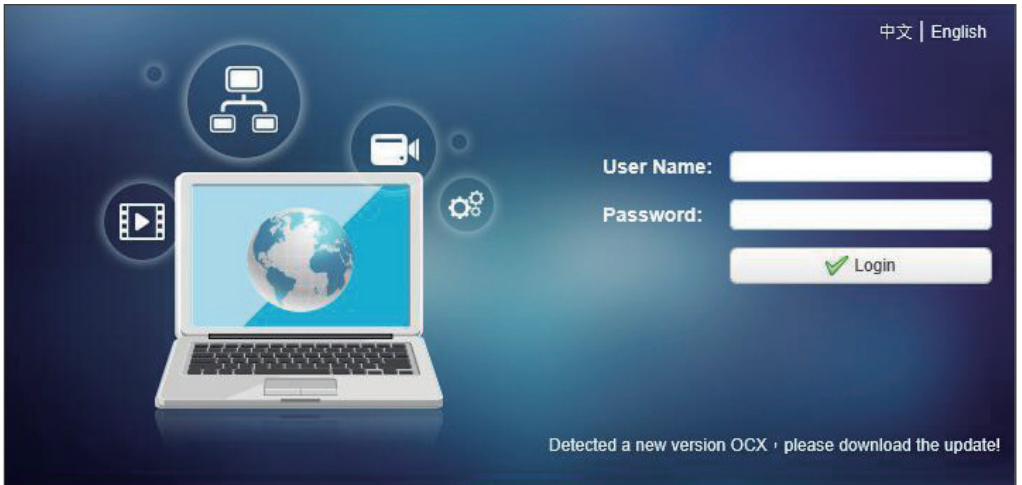 中文 | English
User Name:
Password:
Login
Detected a new version OCX，please download the update!